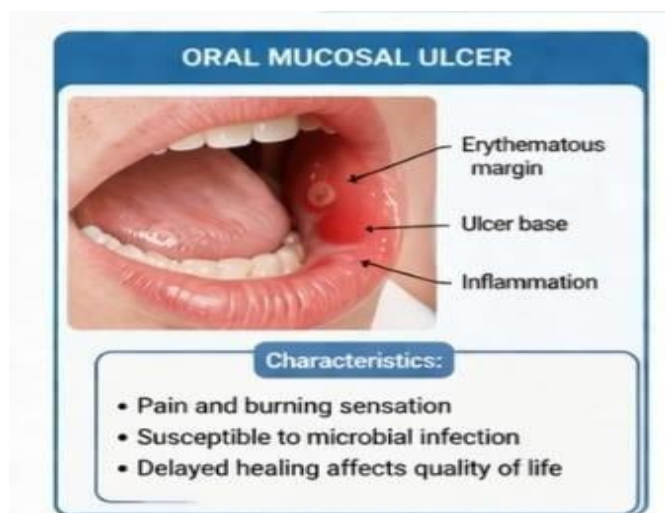 ORAL MUCOSAL ULCER
Erythematous
margin
Ulcer base
Inflammation
Characteristics:
• Pain and burning sensation
• Susceptible to microbial infection
• Delayed healing affects quality of life